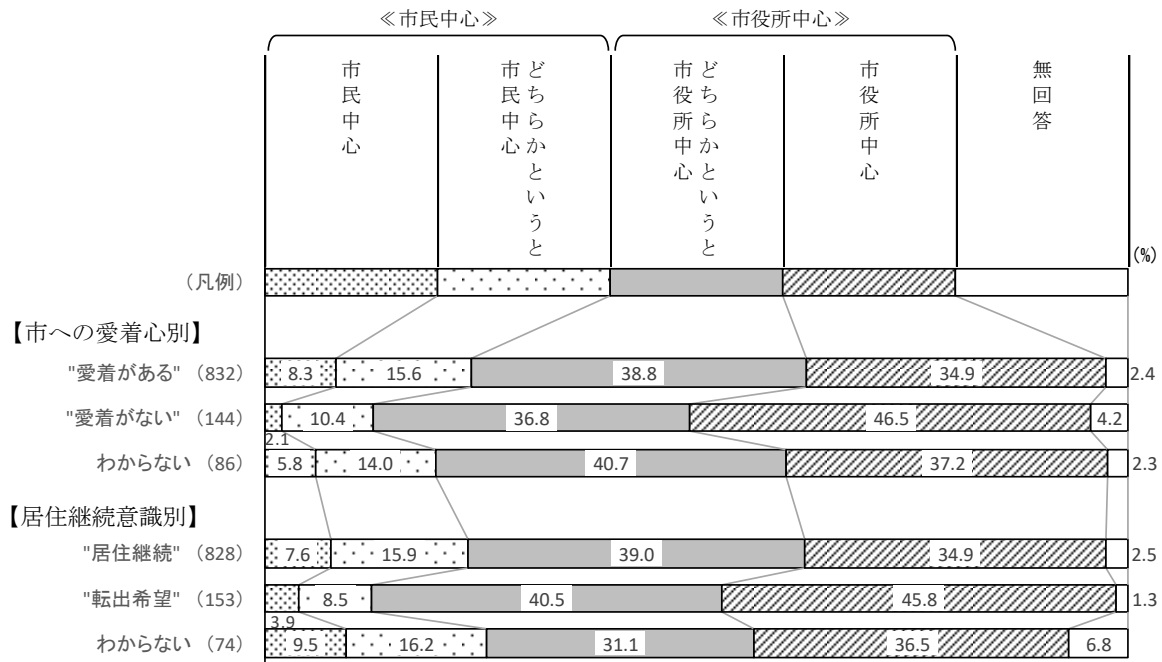 ≪市民中心≫ ≪市役所中心≫
市民中心
どちらかというと
市民中心
どちらかというと
市役所中心
市役所中心
無回答
(%)
（凡例）
【市への愛着心別】
"愛着がある" （832） 8.3 15.6 38.8 34.9 2.4
"愛着がない" （144） 2.1 10.4 36.8 46.5 4.2
わからない （86） 5.8 14.0 40.7 37.2 2.3
【居住継続意識別】
"居住継続" （828） 7.6 15.9 39.0 34.9 2.5
"転出希望" （153） 3.9 8.5 40.5 45.8 1.3
わからない （74） 9.5 16.2 31.1 36.5 6.8